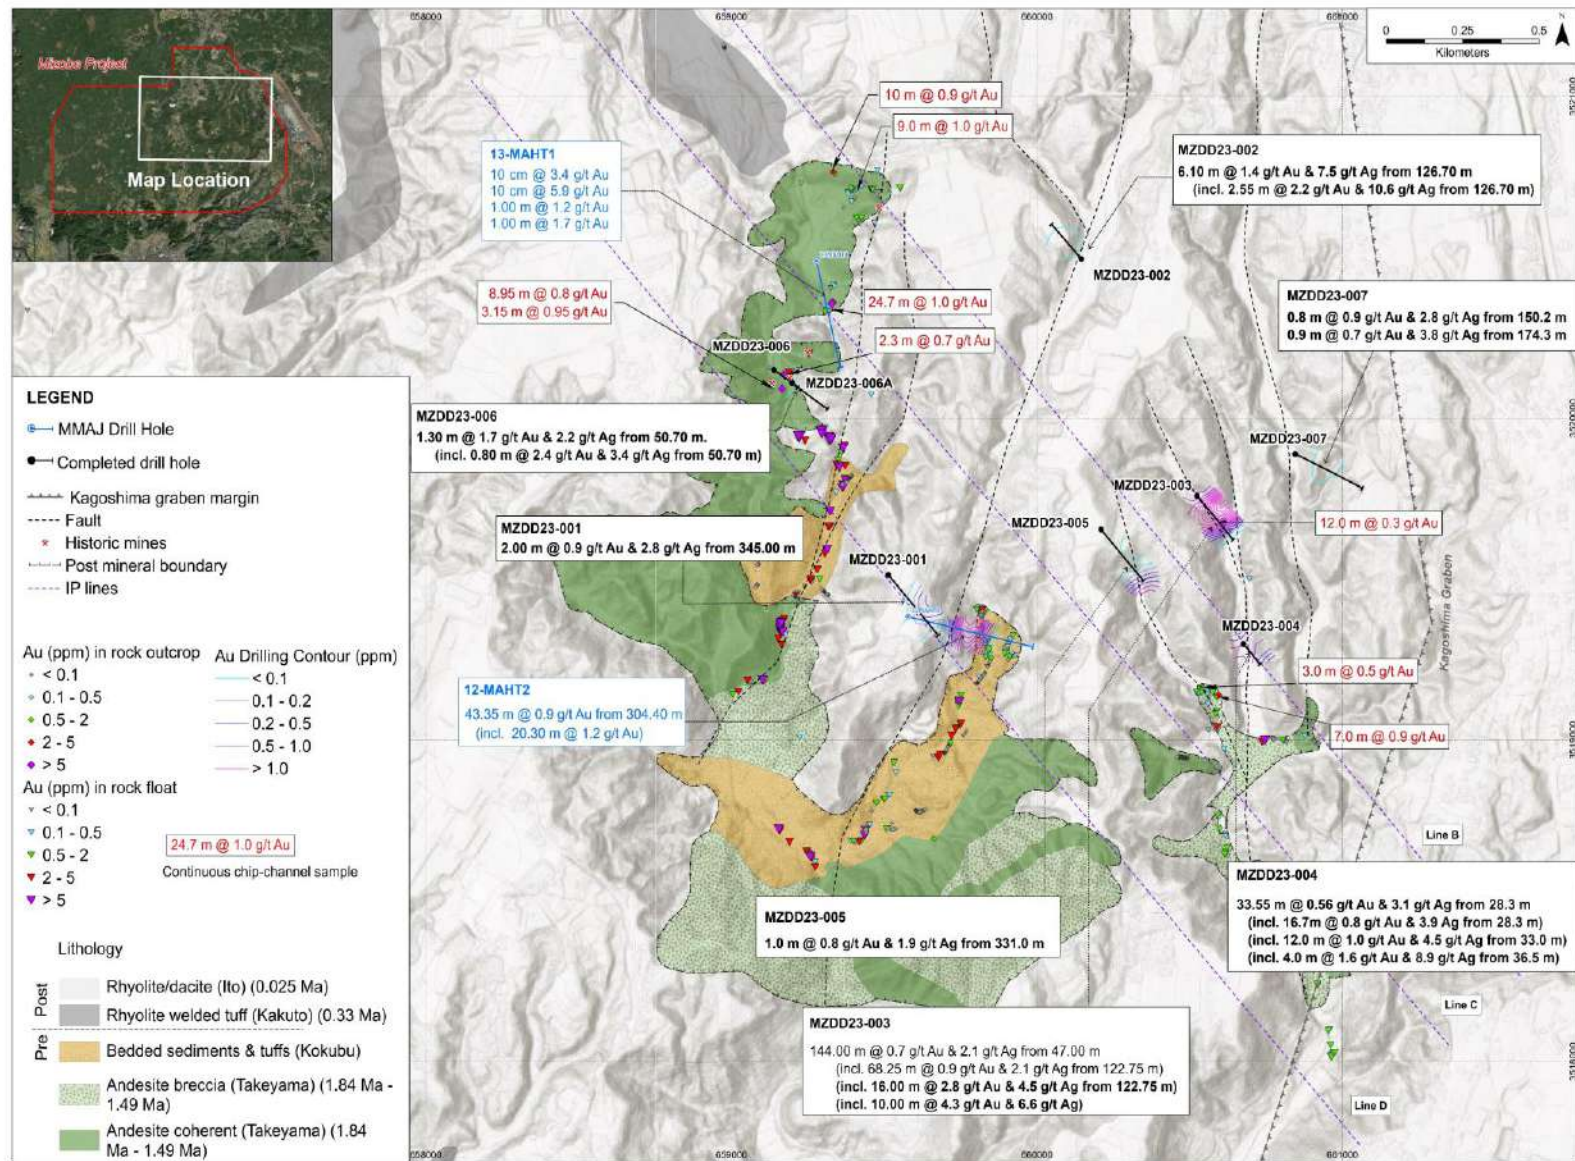 658000
659000
660000
661000
N
0 0.25 0.5
Kilometers
Mizobe Project
Map Location
3521000
10 m @ 0.9 g/t Au
9.0 m @ 1.0 g/t Au
13-MAHT1
10 cm @ 3.4 g/t Au
10 cm @ 5.9 g/t Au
1.00 m @ 1.2 g/t Au
1.00 m @ 1.7 g/t Au
MZDD23-002
6.10 m @ 1.4 g/t Au & 7.5 g/t Ag from 126.70 m
(incl. 2.55 m @ 2.2 g/t Au & 10.6 g/t Ag from 126.70 m)
MZDD23-002
8.95 m @ 0.8 g/t Au
3.15 m @ 0.95 g/t Au
24.7 m @ 1.0 g/t Au
2.3 m @ 0.7 g/t Au
MZDD23-007
0.8 m @ 0.9 g/t Au & 2.8 g/t Ag from 150.2 m
0.9 m @ 0.7 g/t Au & 3.8 g/t Ag from 174.3 m
MZDD23-006
MZDD23-006A
MZDD23-006
1.30 m @ 1.7 g/t Au & 2.2 g/t Ag from 50.70 m.
(incl. 0.80 m @ 2.4 g/t Au & 3.4 g/t Ag from 50.70 m)
3520000
MZDD23-007
MZDD23-003
MZDD23-005
12.0 m @ 0.3 g/t Au
MZDD23-001
2.00 m @ 0.9 g/t Au & 2.8 g/t Ag from 345.00 m
MZDD23-001
Kagoshima Graben
MZDD23-004
3.0 m @ 0.5 g/t Au
12-MAHT2
43.35 m @ 0.9 g/t Au from 304.40 m
(incl. 20.30 m @ 1.2 g/t Au)
7.0 m @ 0.9 g/t Au
3519000
Line B
MZDD23-004
33.55 m @ 0.56 g/t Au & 3.1 g/t Ag from 28.3 m
(incl. 16.7m @ 0.8 g/t Au & 3.9 Ag from 28.3 m)
(incl. 12.0 m @ 1.0 g/t Au & 4.5 g/t Ag from 33.0 m)
(incl. 4.0 m @ 1.6 g/t Au & 8.9 g/t Ag from 36.5 m)
MZDD23-005
1.0 m @ 0.8 g/t Au & 1.9 g/t Ag from 331.0 m
Line C
MZDD23-003
144.00 m @ 0.7 g/t Au & 2.1 g/t Ag from 47.00 m
(incl. 68.25 m @ 0.9 g/t Au & 2.1 g/t Ag from 122.75 m)
(incl. 16.00 m @ 2.8 g/t Au & 4.5 g/t Ag from 122.75 m)
(incl. 10.00 m @ 4.3 g/t Au & 6.6 g/t Ag)
3518000
Line D
658000
659000
660000
661000
LEGEND
MMAJ Drill Hole
Completed drill hole
Kagoshima graben margin
Fault
Historic mines
Post mineral boundary
IP lines
Au (ppm) in rock outcrop
< 0.1
0.1 - 0.5
0.5 - 2
2 - 5
> 5
Au (ppm) in rock float
< 0.1
0.1 - 0.5
0.5 - 2
2 - 5
> 5
Au Drilling Contour (ppm)
< 0.1
0.1 - 0.2
0.2 - 0.5
0.5 - 1.0
> 1.0
24.7 m @ 1.0 g/t Au
Continuous chip-channel sample
Lithology
Post
Rhyolite/dacite (Ito) (0.025 Ma)
Rhyolite welded tuff (Kakuto) (0.33 Ma)
Pre
Bedded sediments & tuffs (Kokubu)
Andesite breccia (Takeyama) (1.84 Ma -
1.49 Ma)
Andesite coherent (Takeyama) (1.84
Ma - 1.49 Ma)